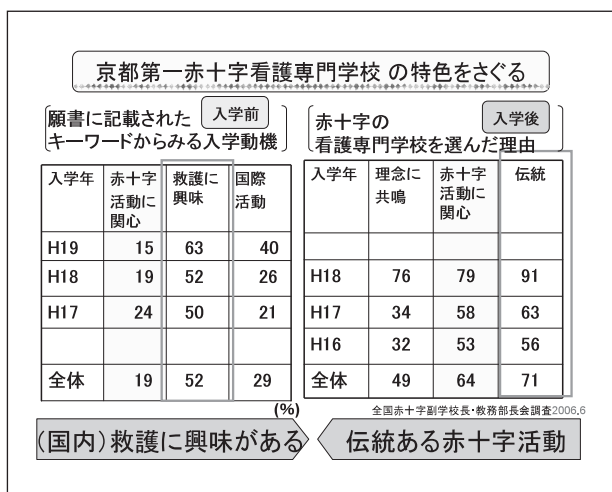 京都第一赤十字看護専門学校 の特色をさぐる
願書に記載された 入学前
キーワードからみる入学動機
入学年 赤十字活動に関心 救護に興味 国際活動
H19 15 63 40
H18 19 52 26
H17 24 50 21
全体 19 52 29
(%)
赤十字の 入学後
看護専門学校を選んだ理由
入学年 理念に共鳴 赤十字活動に関心 伝統
H18 76 79 91
H17 34 58 63
H16 32 53 56
全体 49 64 71
全国赤十字副学校長・教務部長会調査2006.6
(国内)救護に興味がある
伝統ある赤十字活動